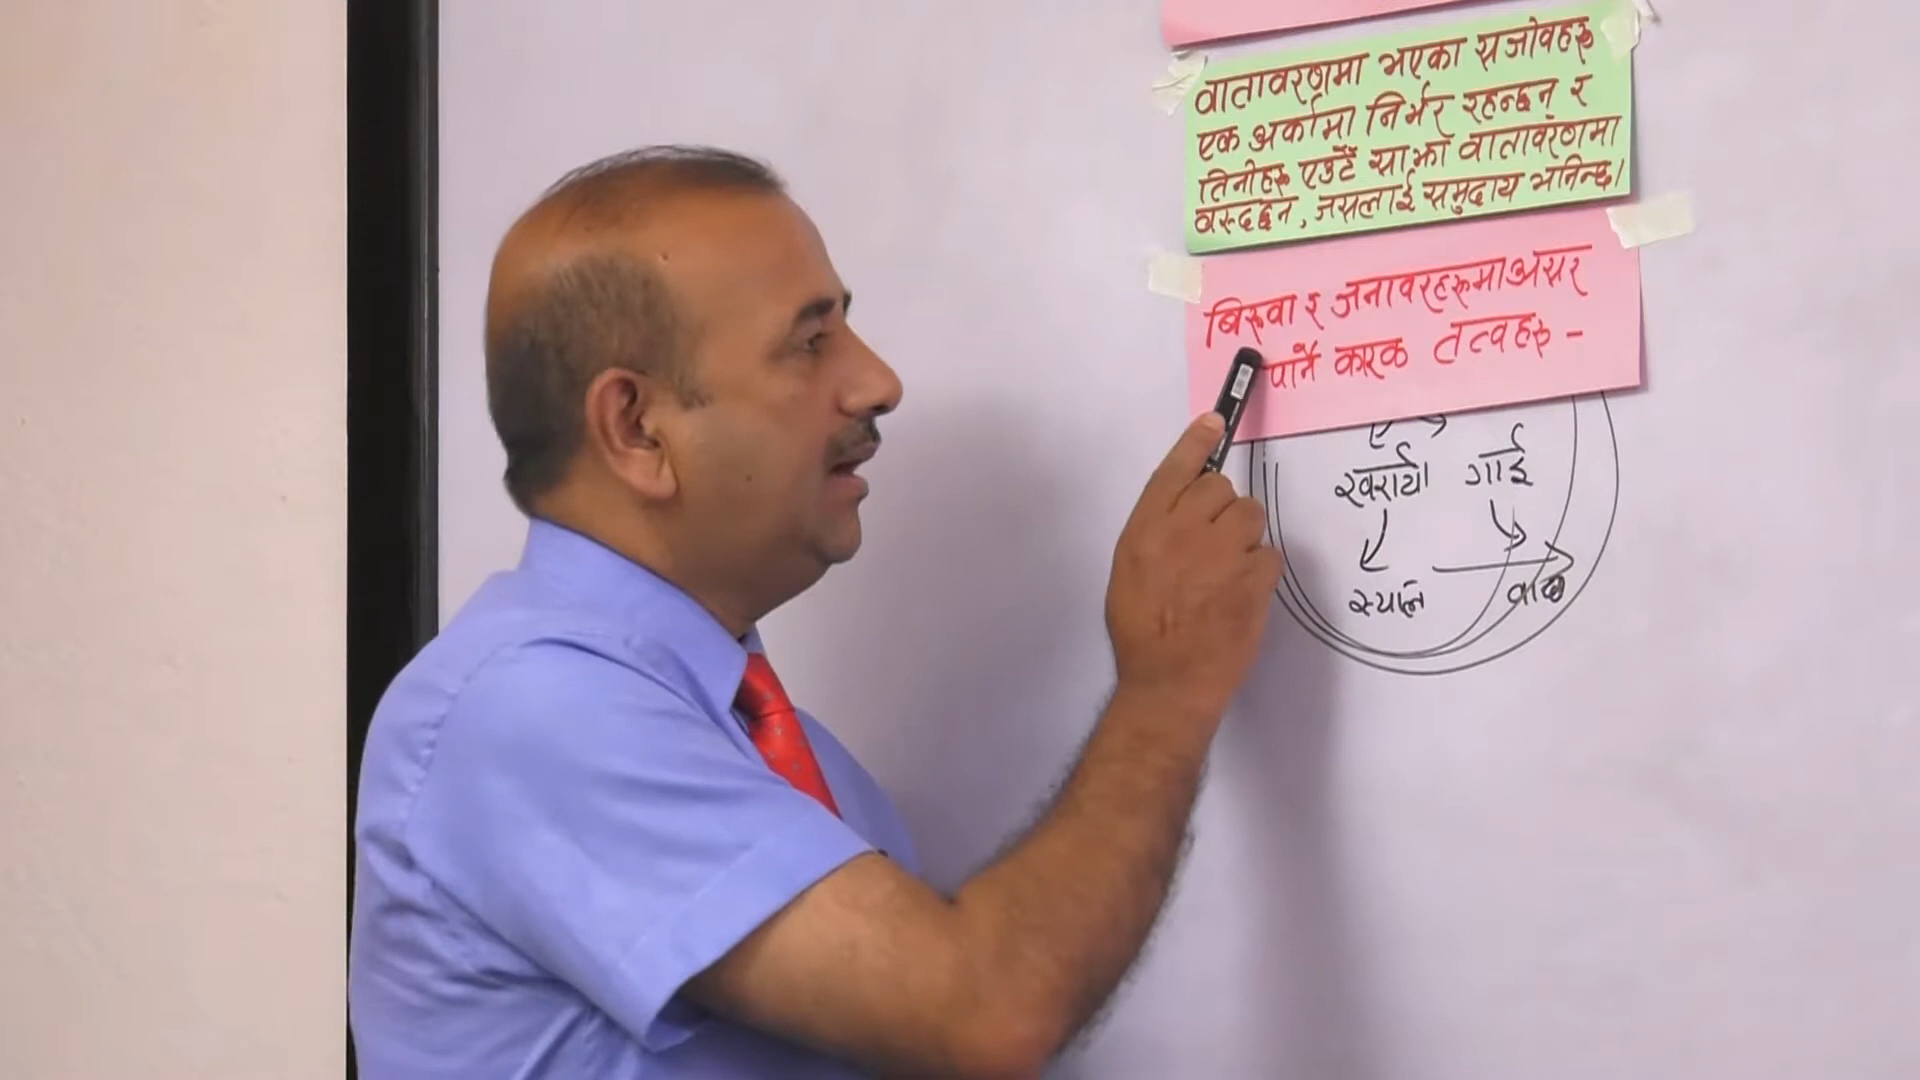 वातावरणमा भएका सजीवहरू
एक अर्कामा निर्भर रहन्छन् र
तिनीहरू एउटै साझा वातावरणमा
बस्दछन, जसलाई समुदाय भनिन्छ।
बिरूवा र जनावरहरूमा असर
पार्ने कारक तत्वहरू -
खरायो गाई
स्याल बाघ